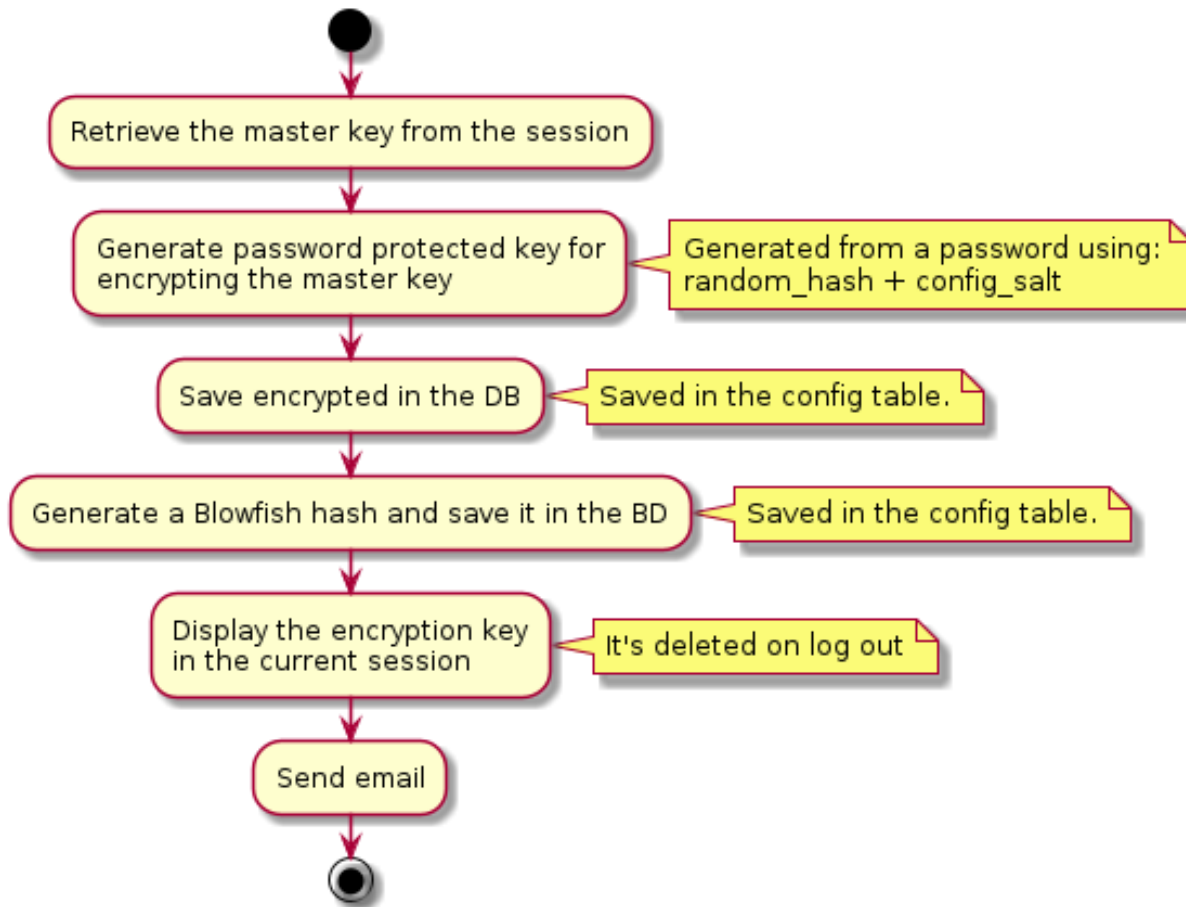 Retrieve the master key from the session
Generate password protected key for
encrypting the master key
Generated from a password using:
random_hash + config_salt
Save encrypted in the DB
Saved in the config table.
Generate a Blowfish hash and save it in the BD
Saved in the config table.
Display the encryption key
in the current session
It's deleted on log out
Send email